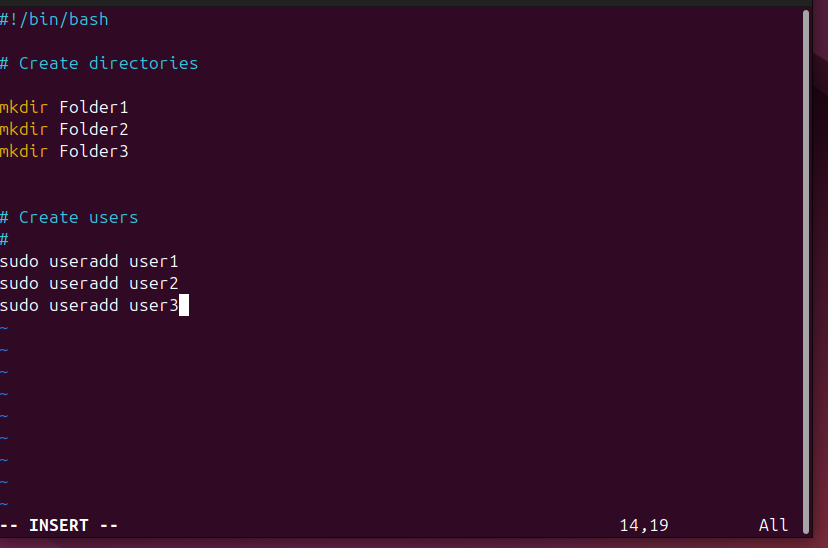 #!/bin/bash
# Create directories
mkdir Folder1
mkdir Folder2
mkdir Folder3
# Create users
#
sudo useradd user1
sudo useradd user2
sudo useradd user3
~
~
~
~
~
~
~
~
~
-- INSERT -- 14,19 All